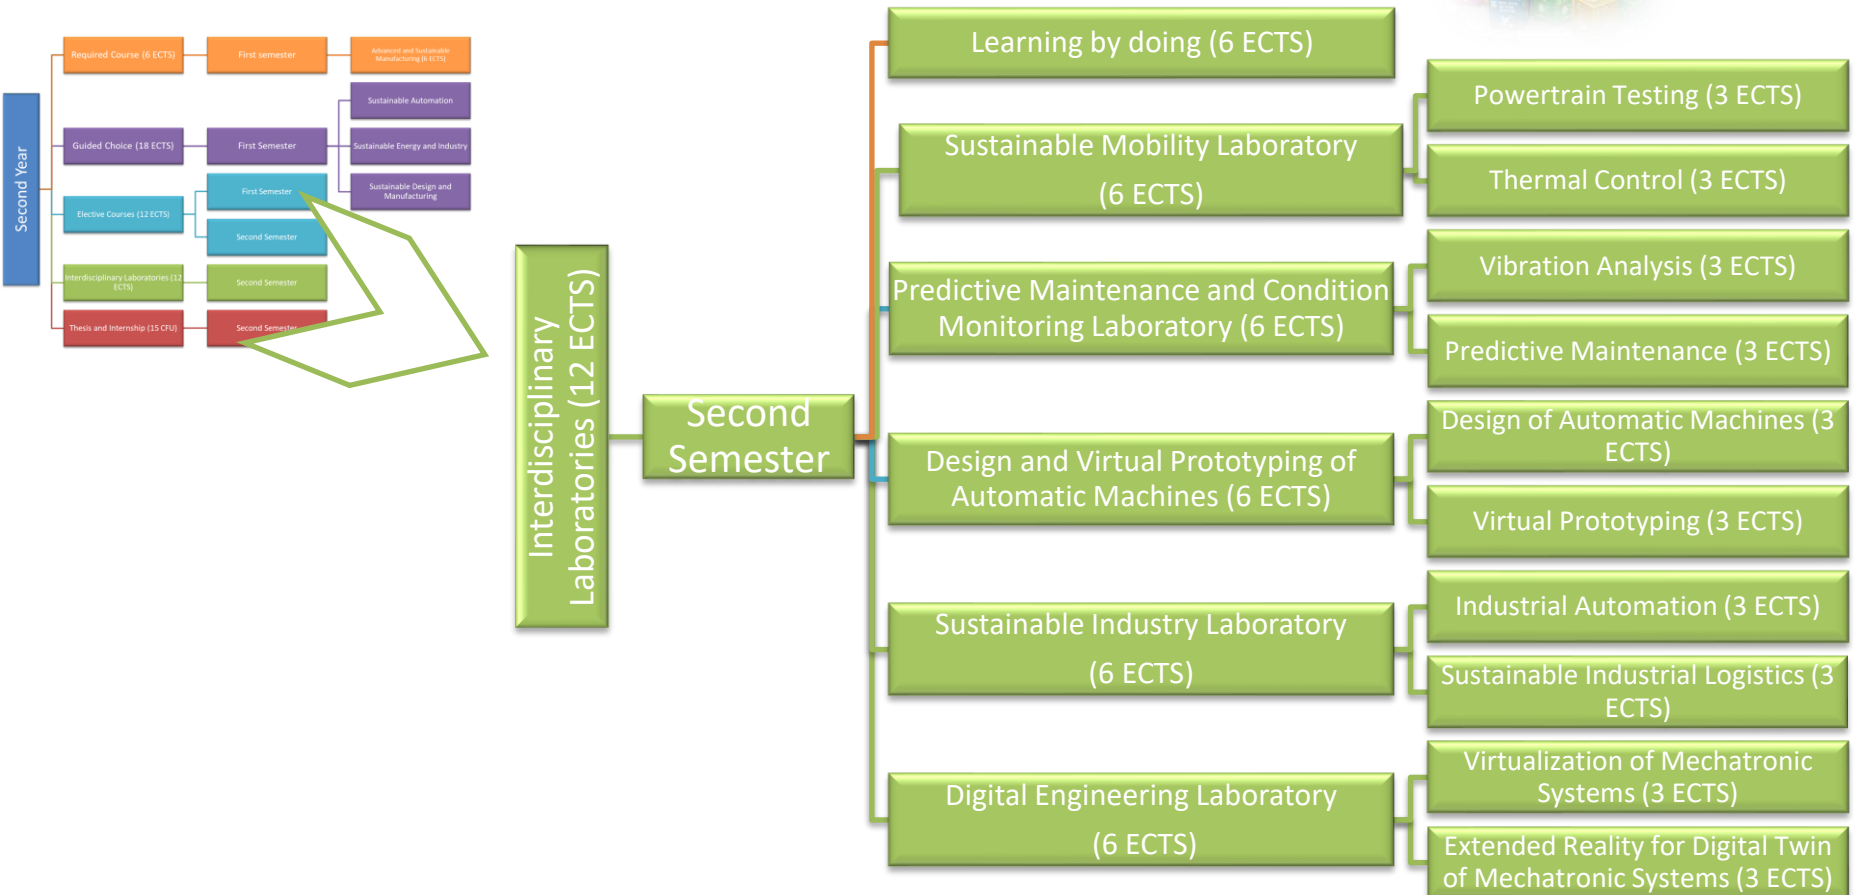 Second Year
Required Course (6 ECTS)
First semester
Advanced and Sustainable
Manufacturing (6 ECTS)
Guided Choice (18 ECTS)
First Semester
Sustainable Automation
Sustainable Energy and Industry
Sustainable Design and
Manufacturing
Elective Courses (12 ECTS)
First Semester
Second Semester
Interdisciplinary Laboratories (12
ECTS)
Second Semester
Thesis and Internship (15 CFU)
Second Semester
Interdisciplinary
Laboratories (12 ECTS)
Second
Semester
Learning by doing (6 ECTS)
Sustainable Mobility Laboratory
(6 ECTS)
Powertrain Testing (3 ECTS)
Thermal Control (3 ECTS)
Predictive Maintenance and Condition
Monitoring Laboratory (6 ECTS)
Vibration Analysis (3 ECTS)
Predictive Maintenance (3 ECTS)
Design and Virtual Prototyping of
Automatic Machines (6 ECTS)
Design of Automatic Machines (3
ECTS)
Virtual Prototyping (3 ECTS)
Sustainable Industry Laboratory
(6 ECTS)
Industrial Automation (3 ECTS)
Sustainable Industrial Logistics (3
ECTS)
Digital Engineering Laboratory
(6 ECTS)
Virtualization of Mechatronic
Systems (3 ECTS)
Extended Reality for Digital Twin
of Mechatronic Systems (3 ECTS)